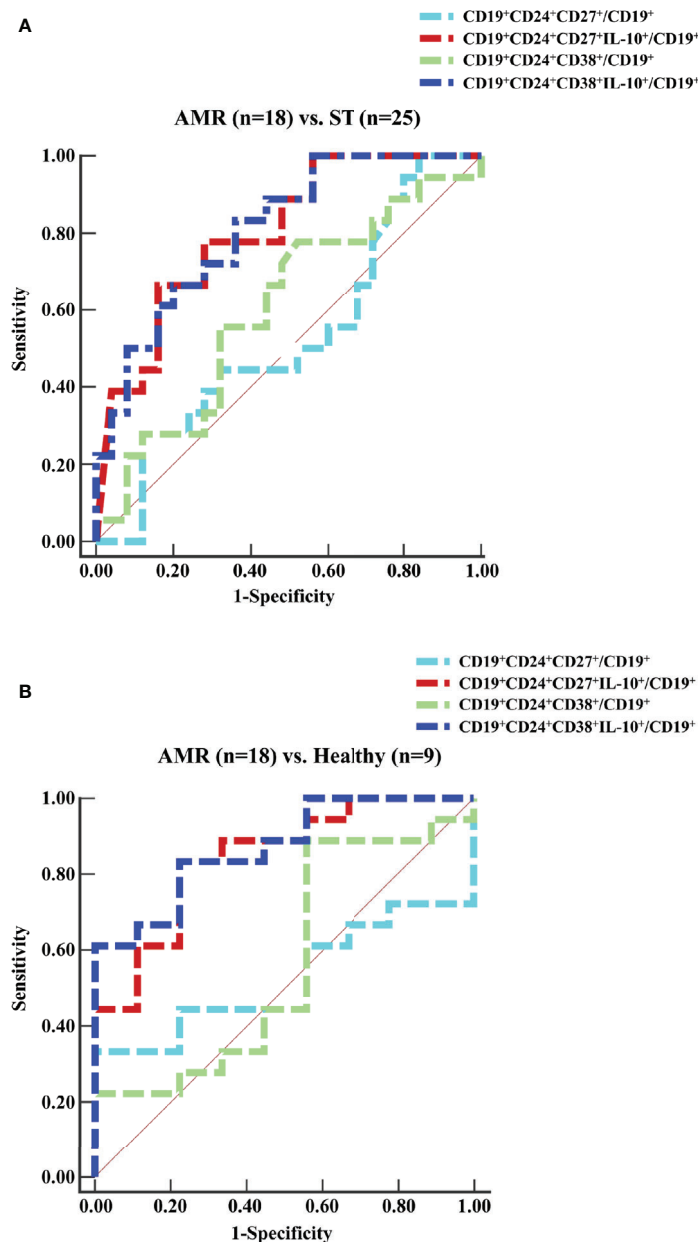 A
CD19⁺CD24⁺CD27⁺/CD19⁺
CD19⁺CD24⁺CD27⁺IL-10⁺/CD19⁺
CD19⁺CD24⁺CD38⁺/CD19⁺
CD19⁺CD24⁺CD38⁺IL-10⁺/CD19⁺
AMR (n=18) vs. ST (n=25)
1.00
0.80
0.60
0.40
0.20
0.00
Sensitivity
0.00 0.20 0.40 0.60 0.80 1.00
1-Specificity
B
CD19⁺CD24⁺CD27⁺/CD19⁺
CD19⁺CD24⁺CD27⁺IL-10⁺/CD19⁺
CD19⁺CD24⁺CD38⁺/CD19⁺
CD19⁺CD24⁺CD38⁺IL-10⁺/CD19⁺
AMR (n=18) vs. Healthy (n=9)
1.00
0.80
0.60
0.40
0.20
0.00
Sensitivity
0.00 0.20 0.40 0.60 0.80 1.00
1-Specificity